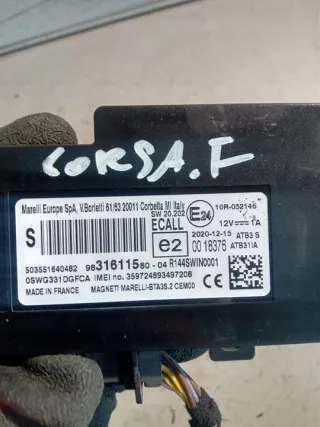 CORSA.F
Marelli Europe SpA, V.Borletti 61/63 20011 Corbetta MI Italy
SW 20.202
S
ECALL
E24
10R-052146
12V⎓1A
e2
2020-12-15 ATB3 S
00 18376 ATB31IA
503551640482 9831611580 - 04 R144SWIN0001
0SWG331DGFCA IMEI no. 359724893497208
MADE IN FRANCE MAGNETI MARELLI-BTA3S.2 CEM00